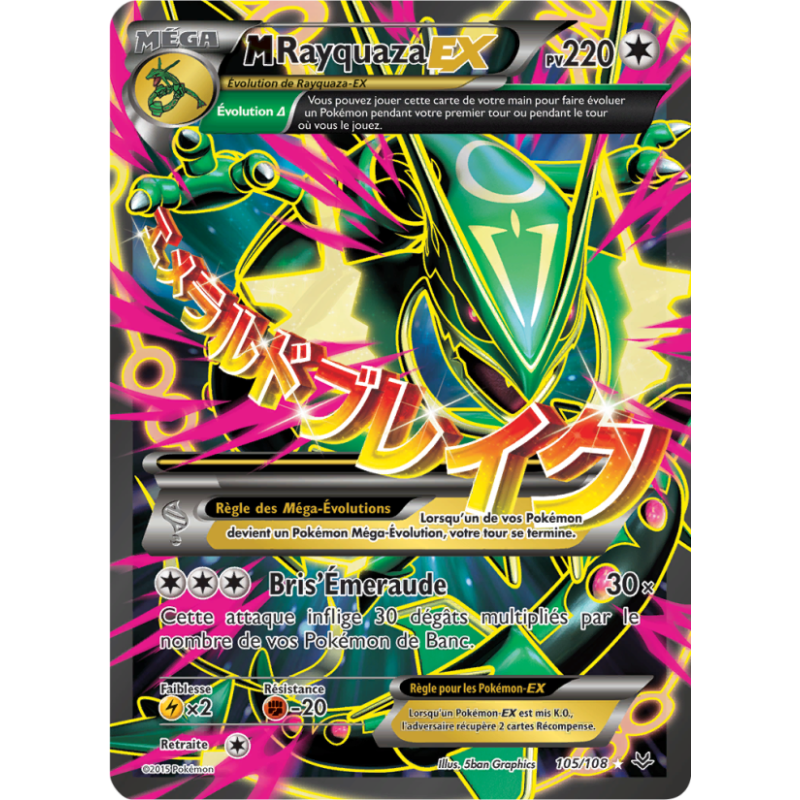 MÉGA
M Rayquaza EX
PV220
Évolution de Rayquaza-EX
Évolution Δ
Vous pouvez jouer cette carte de votre main pour faire évoluer
un Pokémon pendant votre premier tour ou pendant le tour
où vous le jouez.
エメラルドブレイク
Règle des Méga-Évolutions
Lorsqu'un de vos Pokémon
devient un Pokémon Méga-Évolution, votre tour se termine.
Bris'Émeraude 30×
Cette attaque inflige 30 dégâts multipliés par le
nombre de vos Pokémon de Banc.
Faiblesse Résistance
×2 -20
Règle pour les Pokémon-EX
Lorsqu'un Pokémon-EX est mis K.O.,
l'adversaire récupère 2 cartes Récompense.
Retraite
©2015 Pokémon
Illus. 5ban Graphics
105/108 ★